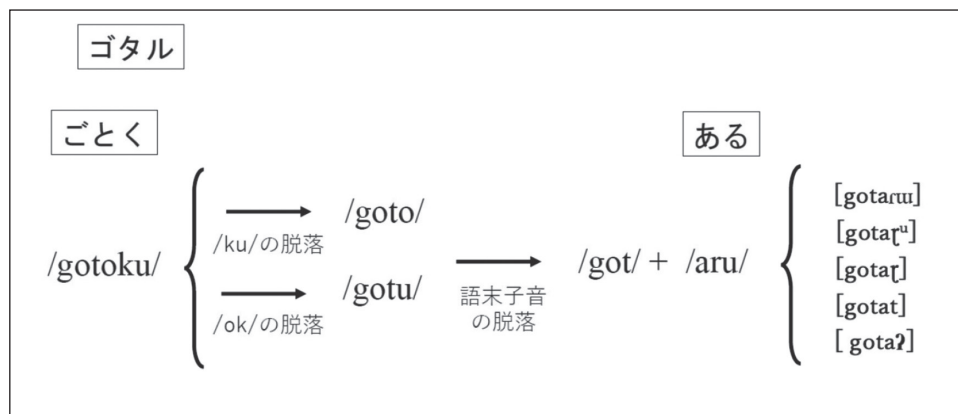 ゴタル
ごとく
ある
/gotoku/
/goto/
/ku/の脱落
/gotu/
/ok/の脱落
語末子音
の脱落
/got/ + /aru/
[gotaɾɯ]
[gotaɽᶸ]
[gotaɽ]
[gotat]
[ gotaʔ]